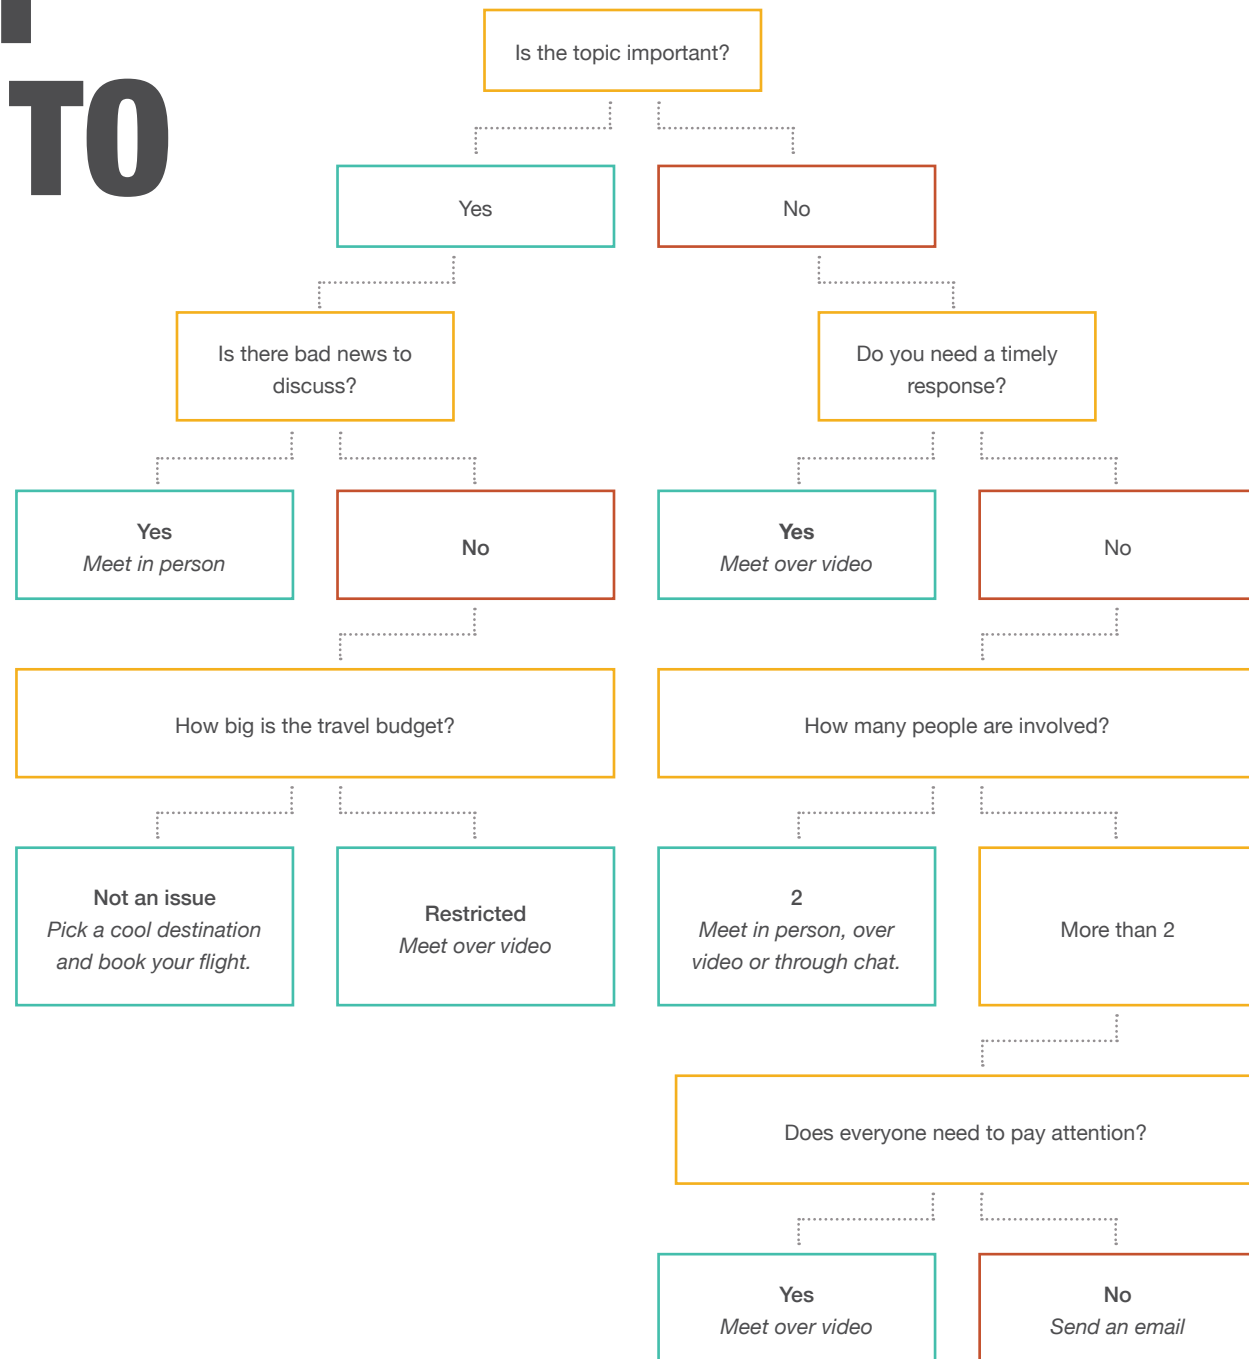 TO
Is the topic important?
Yes
No
Is there bad news to
discuss?
Do you need a timely
response?
Yes
Meet in person
No
Yes
Meet over video
No
How big is the travel budget?
How many people are involved?
Not an issue
Pick a cool destination
and book your flight.
Restricted
Meet over video
2
Meet in person, over
video or through chat.
More than 2
Does everyone need to pay attention?
Yes
Meet over video
No
Send an email